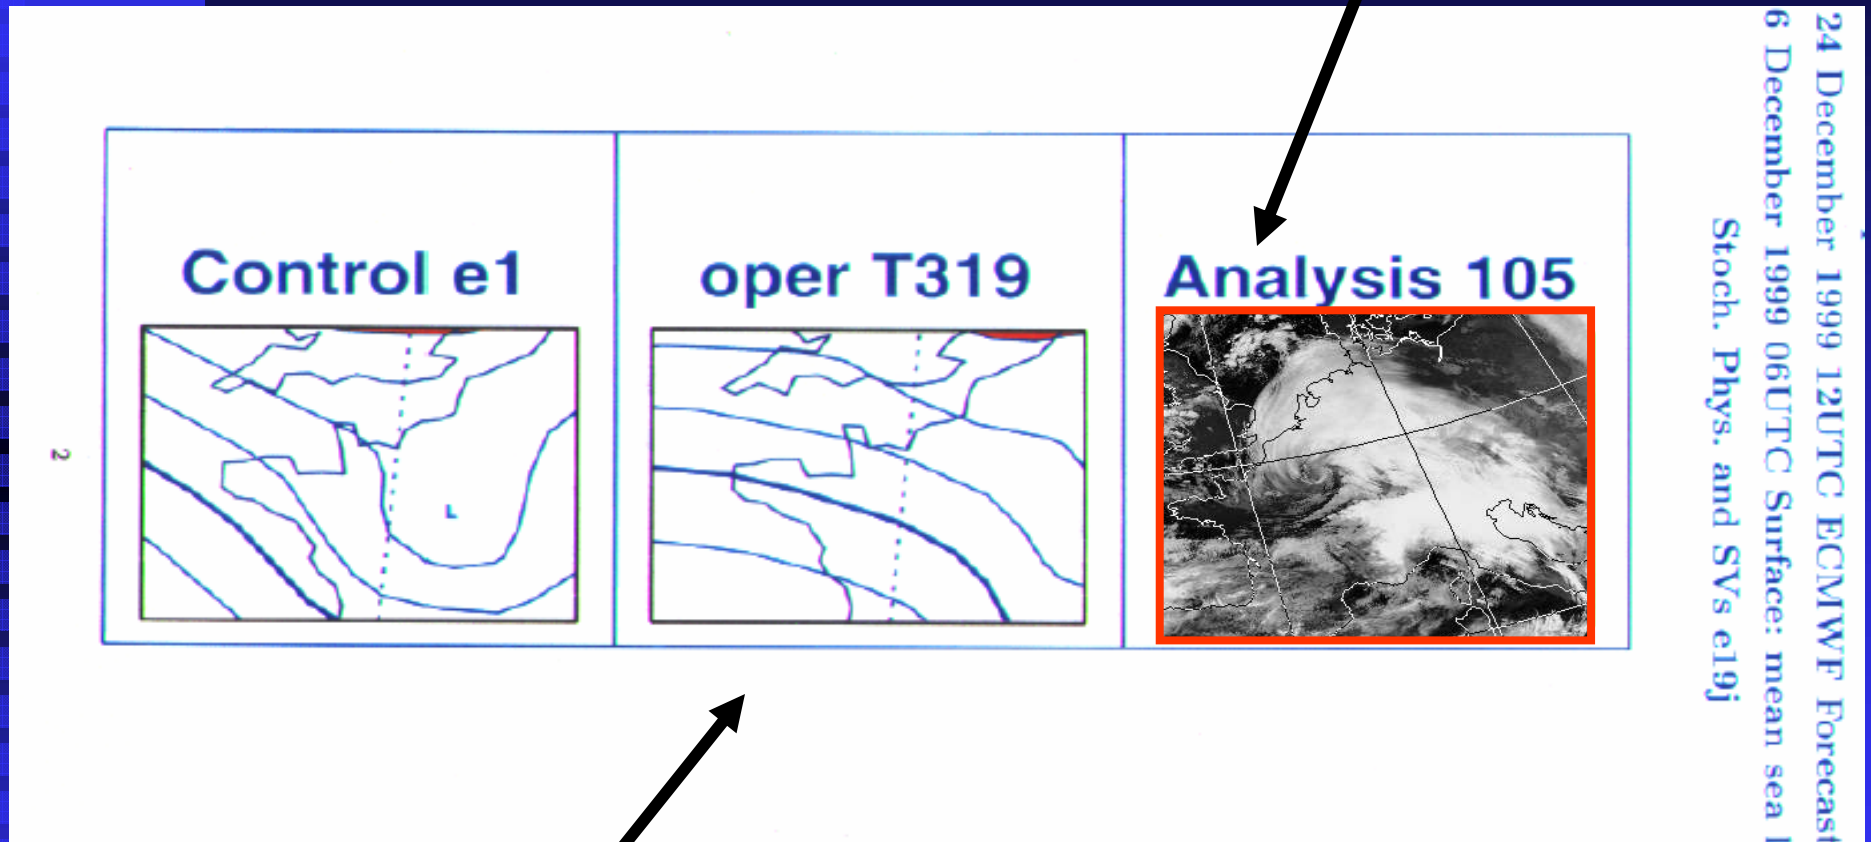 24 December 1999 12UTC ECMWF Forecast
6 December 1999 06UTC Surface: mean sea
Stoch. Phys. and SVs e19j
Control e1
oper T319
Analysis 105
L
2